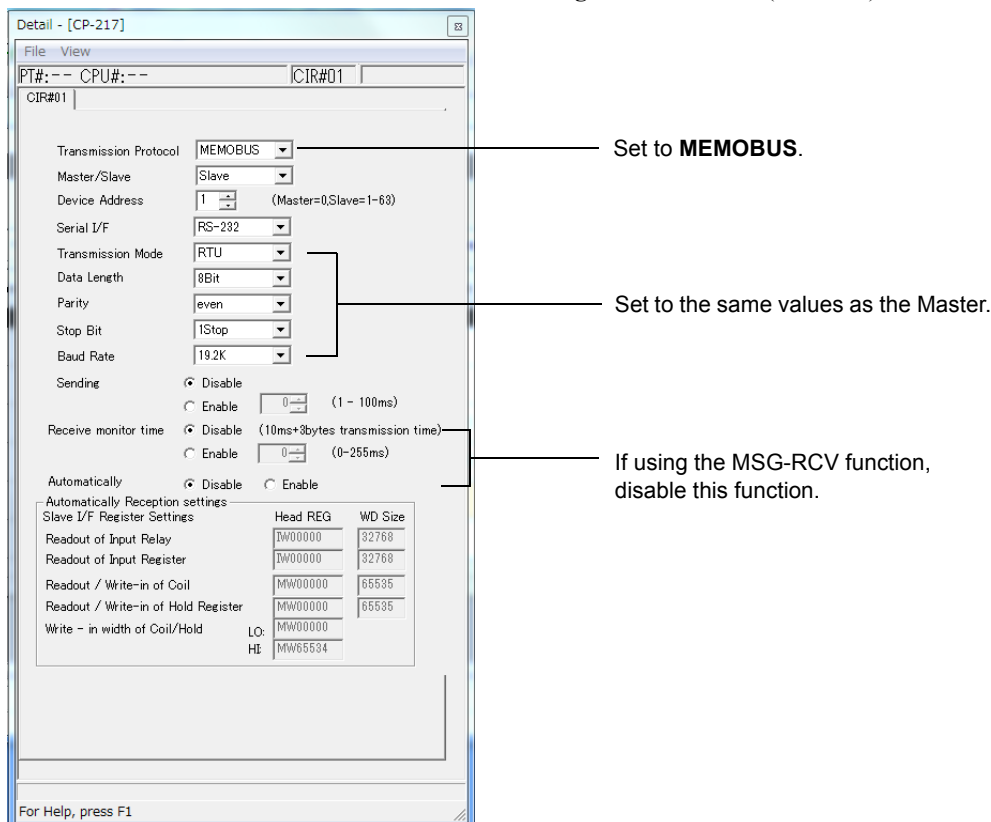 Detail - [CP-217]
File View
PT#:-- CPU#:-- CIR#01
CIR#01
Transmission Protocol MEMOBUS
Set to MEMOBUS.
Master/Slave Slave
Device Address 1 (Master=0,Slave=1-63)
Serial I/F RS-232
Transmission Mode RTU
Data Length 8Bit
Parity even
Set to the same values as the Master.
Stop Bit 1Stop
Baud Rate 19.2K
Sending Disable
Enable 0 (1 - 100ms)
Receive monitor time Disable (10ms+3bytes transmission time)
Enable 0 (0-255ms)
If using the MSG-RCV function,
disable this function.
Automatically Disable Enable
Automatically Reception settings
Slave I/F Register Settings Head REG WD Size
Readout of Input Relay IW00000 32768
Readout of Input Register IW00000 32768
Readout / Write-in of Coil MW00000 65535
Readout / Write-in of Hold Register MW00000 65535
Write - in width of Coil/Hold LO: MW00000
HI: MW65534
For Help, press F1